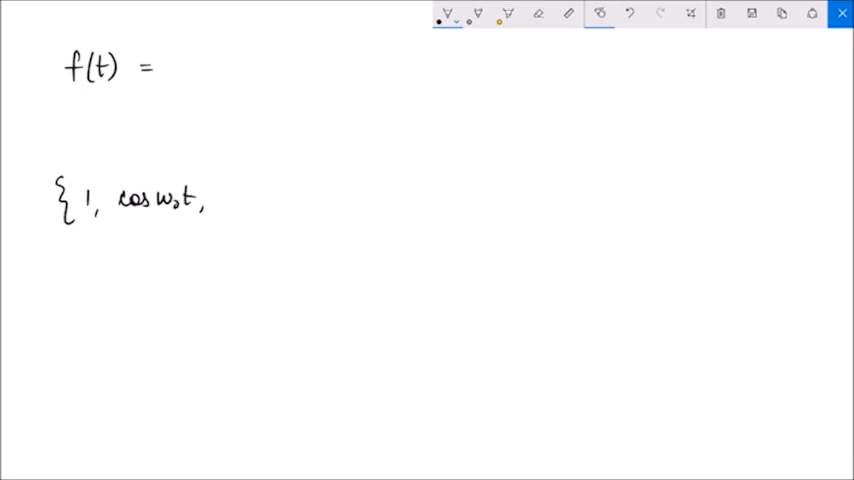 f(t) =
{ 1, cos ω₀t,